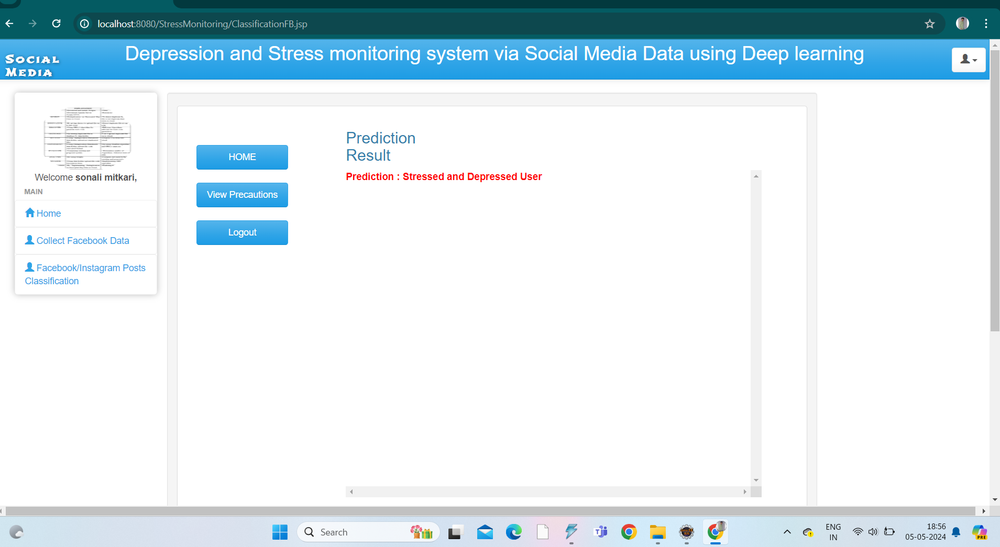 localhost:8080/StressMonitoring/ClassificationFB.jsp
Social
Media
Depression and Stress monitoring system via Social Media Data using Deep learning
Welcome sonali mitkari,
MAIN
Home
Collect Facebook Data
Facebook/Instagram Posts
Classification
HOME
View Precautions
Logout
Prediction
Result
Prediction : Stressed and Depressed User
Search
ENG
IN
18:56
05-05-2024
PRE